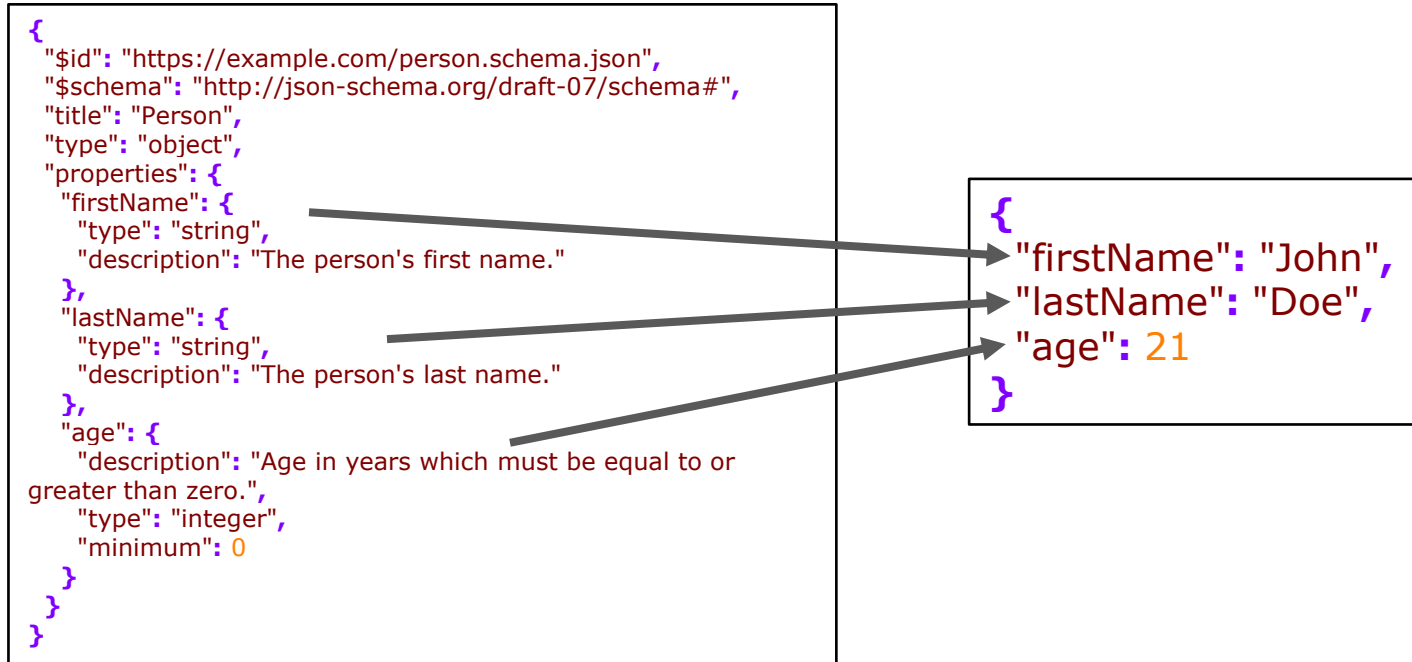 {
"$id": "https://example.com/person.schema.json",
"$schema": "http://json-schema.org/draft-07/schema#",
"title": "Person",
"type": "object",
"properties": {
"firstName": {
"type": "string",
"description": "The person's first name."
},
"lastName": {
"type": "string",
"description": "The person's last name."
},
"age": {
"description": "Age in years which must be equal to or
greater than zero.",
"type": "integer",
"minimum": 0
}
}
}
{
"firstName": "John",
"lastName": "Doe",
"age": 21
}